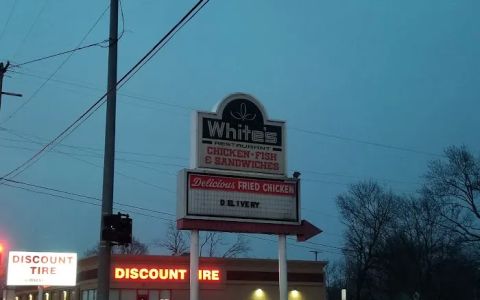 White's
RESTAURANT
CHICKEN • FISH
& SANDWICHES
Delicious FRIED CHICKEN
DELIVERY
DISCOUNT
TIRE
DISCOUNT TIRE